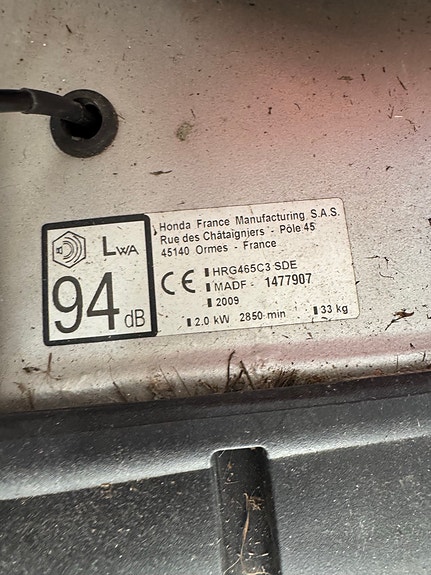 LWA
94 dB
Honda France Manufacturing S.A.S.
Rue des Châtaigniers - Pôle 45
45140 Ormes - France
CE
HRG465C3 SDE
MADF - 1477907
2009
2.0 kW 2850 min 33 kg